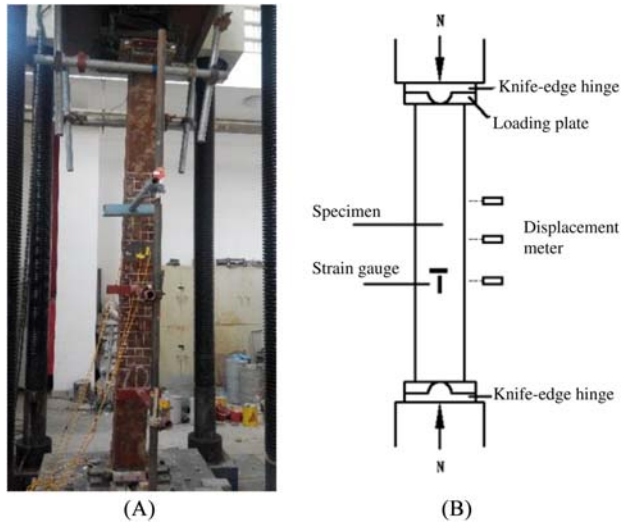 N
Knife-edge hinge
Loading plate
Specimen
Displacement
meter
Strain gauge
Knife-edge hinge
N
(A)
(B)